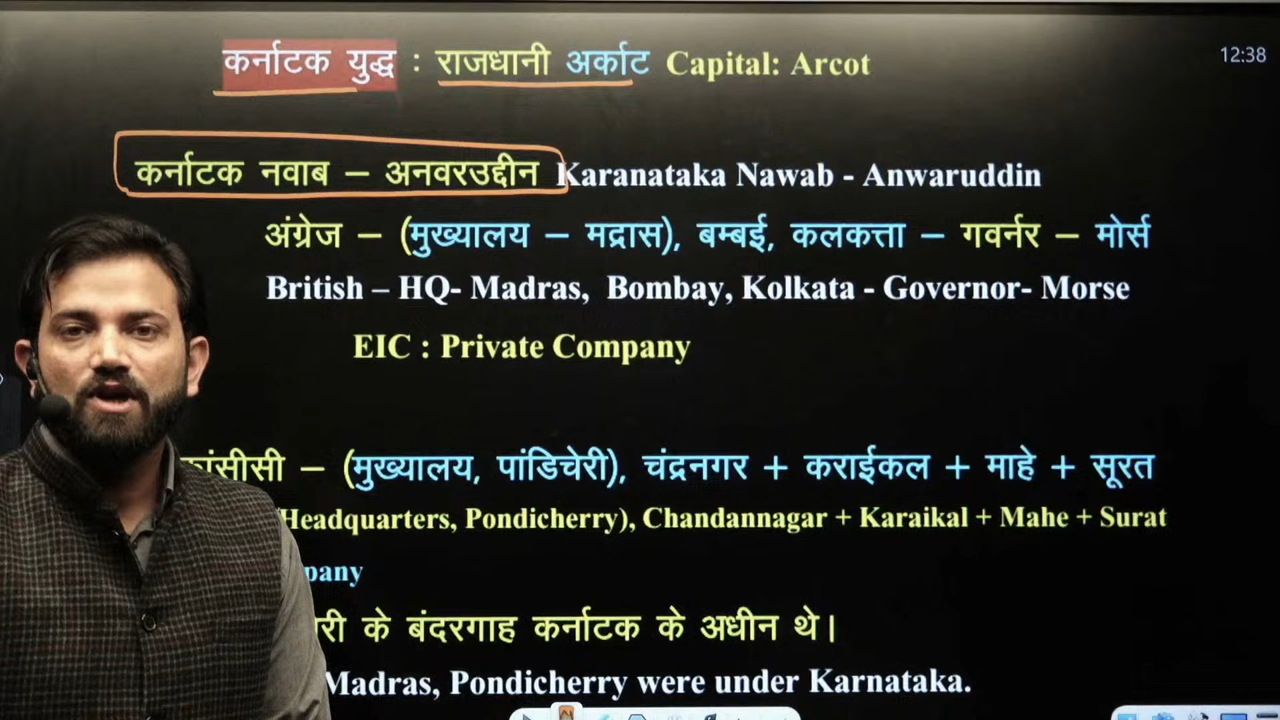 12:38
कर्नाटक युद्ध : राजधानी अर्काट Capital: Arcot
कर्नाटक नवाब – अनवरउद्दीन Karanataka Nawab - Anwaruddin
अंग्रेज – (मुख्यालय – मद्रास), बम्बई, कलकत्ता – गवर्नर – मोर्स
British – HQ- Madras, Bombay, Kolkata - Governor- Morse
EIC : Private Company
– (मुख्यालय, पांडिचेरी), चंद्रनगर + कराईकल + माहे + सूरत
Headquarters, Pondicherry), Chandannagar + Karaikal + Mahe + Surat
के बंदरगाह कर्नाटक के अधीन थे।
Madras, Pondicherry were under Karnataka.